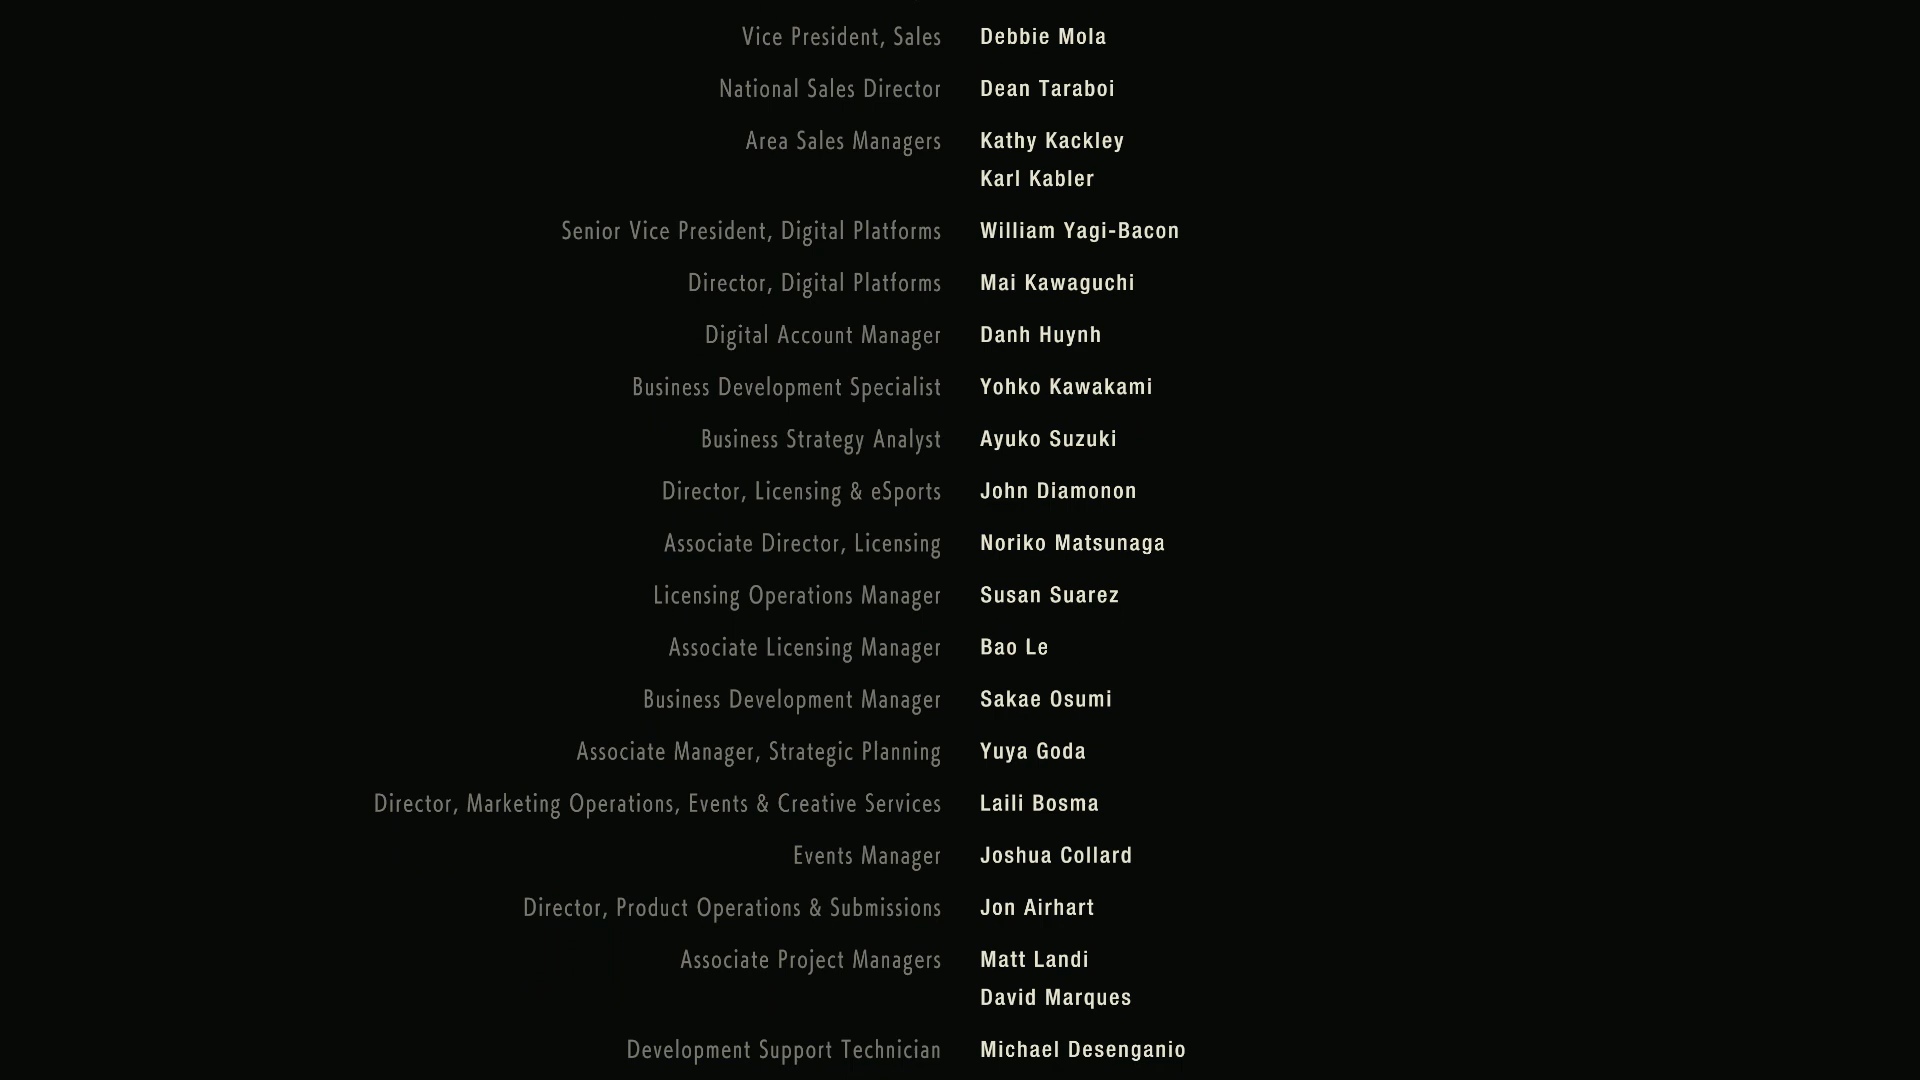 Vice President, Sales Debbie Mola
National Sales Director Dean Taraboi
Area Sales Managers Kathy Kackley
Karl Kabler
Senior Vice President, Digital Platforms William Yagi-Bacon
Director, Digital Platforms Mai Kawaguchi
Digital Account Manager Danh Huynh
Business Development Specialist Yohko Kawakami
Business Strategy Analyst Ayuko Suzuki
Director, Licensing & eSports John Diamonon
Associate Director, Licensing Noriko Matsunaga
Licensing Operations Manager Susan Suarez
Associate Licensing Manager Bao Le
Business Development Manager Sakae Osumi
Associate Manager, Strategic Planning Yuya Goda
Director, Marketing Operations, Events & Creative Services Laili Bosma
Events Manager Joshua Collard
Director, Product Operations & Submissions Jon Airhart
Associate Project Managers Matt Landi
David Marques
Development Support Technician Michael Desenganio